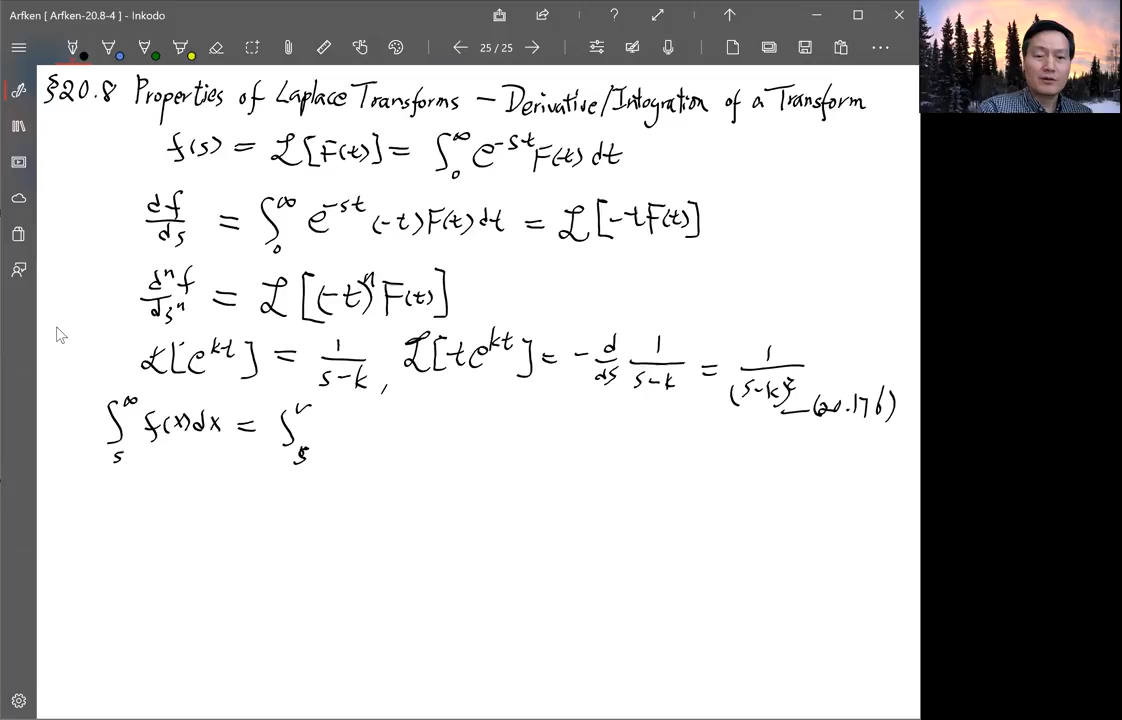 Arfken [ Arfken-20.8-4 ] - Inkodo
25 / 25
§20.8 Properties of Laplace Transforms – Derivative/Integration of a Transform
f(s) = ℒ[F(t)] = ∫₀^∞ e^{-st} F(t) dt
df/ds = ∫₀^∞ e^{-st} (-t) F(t) dt = ℒ[-tF(t)]
dⁿf/dsⁿ = ℒ[(-t)ⁿ F(t)]
ℒ[e^{kt}] = 1/(s-k), ℒ[te^{kt}] = - d/ds 1/(s-k) = 1/(s-k)² —(20.176)
∫_s^∞ f(x)dx = ∫_s